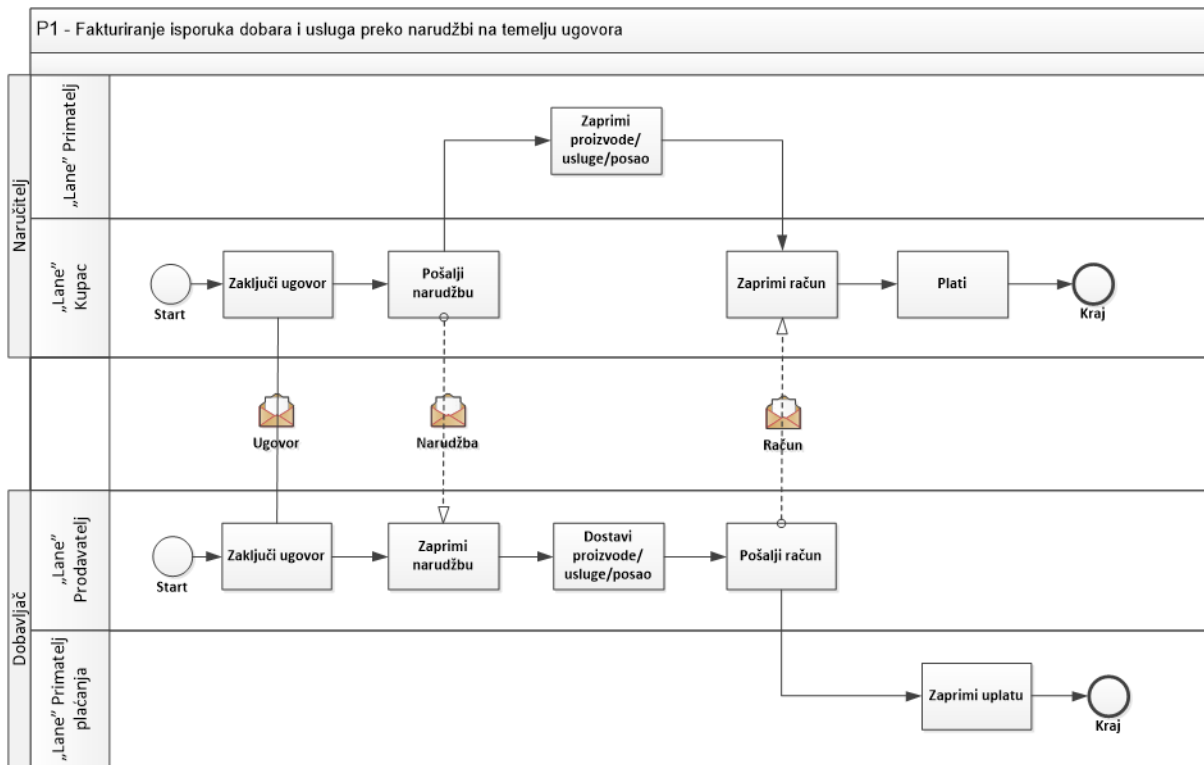 P1 - Fakturiranje isporuka dobara i usluga preko narudžbi na temelju ugovora
Naručitelj
„Lane” Primatelj
Zaprimi
proizvode/
usluge/posao
„Lane”
Kupac
Start
Zaključi ugovor
Pošalji
narudžbu
Zaprimi račun
Plati
Kraj
Ugovor
Narudžba
Račun
Dobavljač
„Lane”
Prodavatelj
Start
Zaključi ugovor
Zaprimi
narudžbu
Dostavi
proizvode/
usluge/posao
Pošalji račun
„Lane” Primatelj
plaćanja
Zaprimi uplatu
Kraj